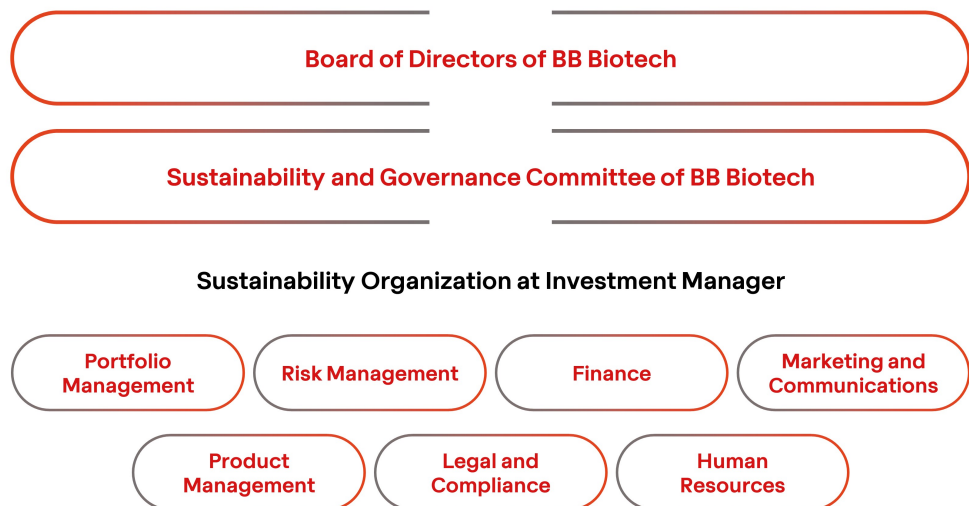 Board of Directors of BB Biotech
Sustainability and Governance Committee of BB Biotech
Sustainability Organization at Investment Manager
Portfolio
Management
Risk Management
Finance
Marketing and
Communications
Product
Management
Legal and
Compliance
Human
Resources